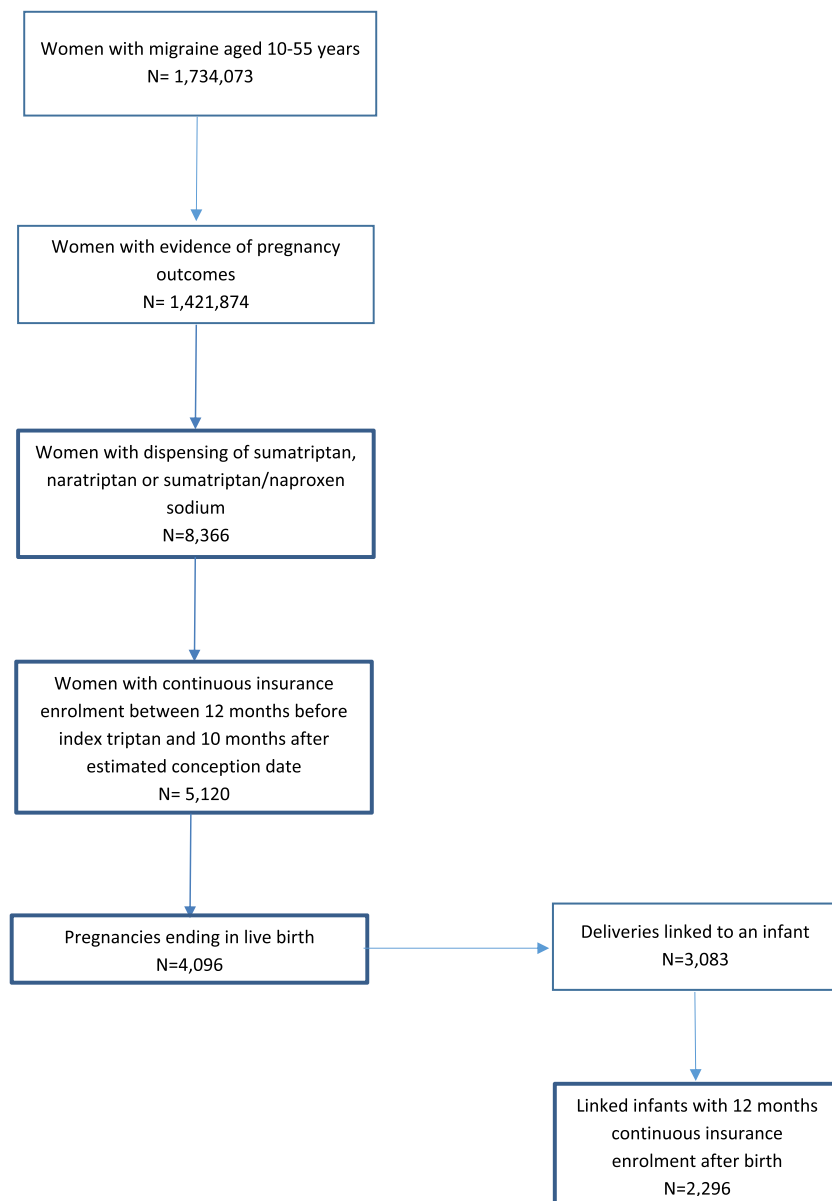 Women with migraine aged 10-55 years
N= 1,734,073
Women with evidence of pregnancy
outcomes
N= 1,421,874
Women with dispensing of sumatriptan,
naratriptan or sumatriptan/naproxen
sodium
N=8,366
Women with continuous insurance
enrolment between 12 months before
index triptan and 10 months after
estimated conception date
N= 5,120
Pregnancies ending in live birth
N=4,096
Deliveries linked to an infant
N=3,083
Linked infants with 12 months
continuous insurance
enrolment after birth
N=2,296